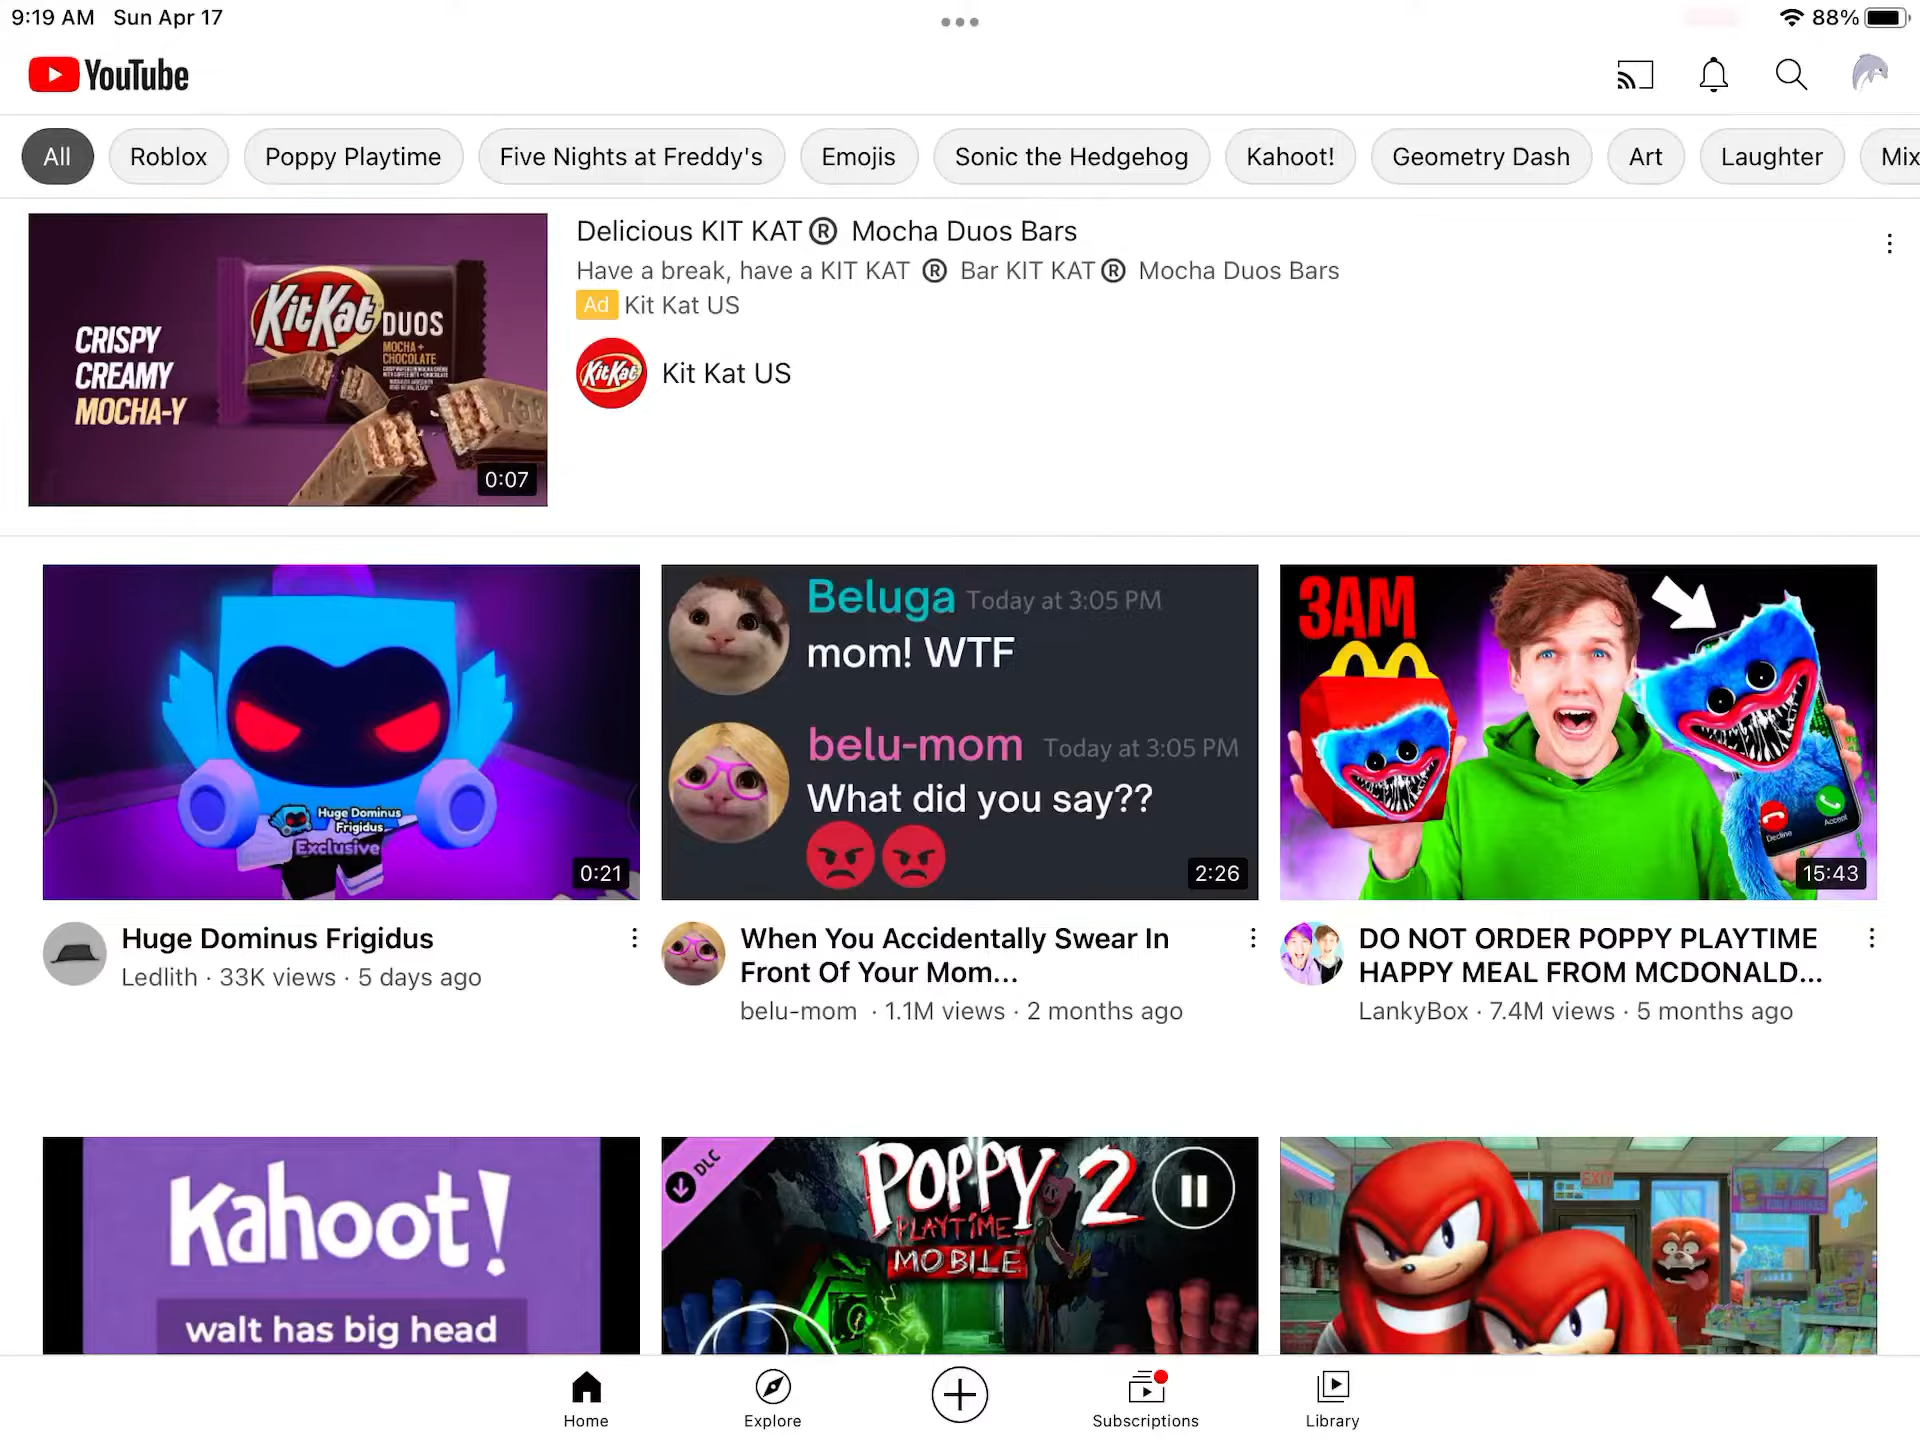 9:19 AM Sun Apr 17
88%
YouTube
All
Roblox
Poppy Playtime
Five Nights at Freddy's
Emojis
Sonic the Hedgehog
Kahoot!
Geometry Dash
Art
Laughter
Mix
CRISPY
CREAMY
MOCHA-Y
KitKat
DUOS
MOCHA +
CHOCOLATE
0:07
Delicious KIT KAT® Mocha Duos Bars
Have a break, have a KIT KAT ® Bar KIT KAT® Mocha Duos Bars
Ad Kit Kat US
KitKat
Kit Kat US
Huge Dominus
Frigidus
Exclusive
0:21
Beluga Today at 3:05 PM
mom! WTF
belu-mom Today at 3:05 PM
What did you say??
2:26
3AM
Decline
Accept
15:43
Huge Dominus Frigidus
Ledlith · 33K views · 5 days ago
When You Accidentally Swear In
Front Of Your Mom...
belu-mom · 1.1M views · 2 months ago
DO NOT ORDER POPPY PLAYTIME
HAPPY MEAL FROM MCDONALD...
LankyBox · 7.4M views · 5 months ago
Kahoot!
walt has big head
DLC
POPPY 2
PLAYTIME
MOBILE
EXIT
Home
Explore
Subscriptions
Library